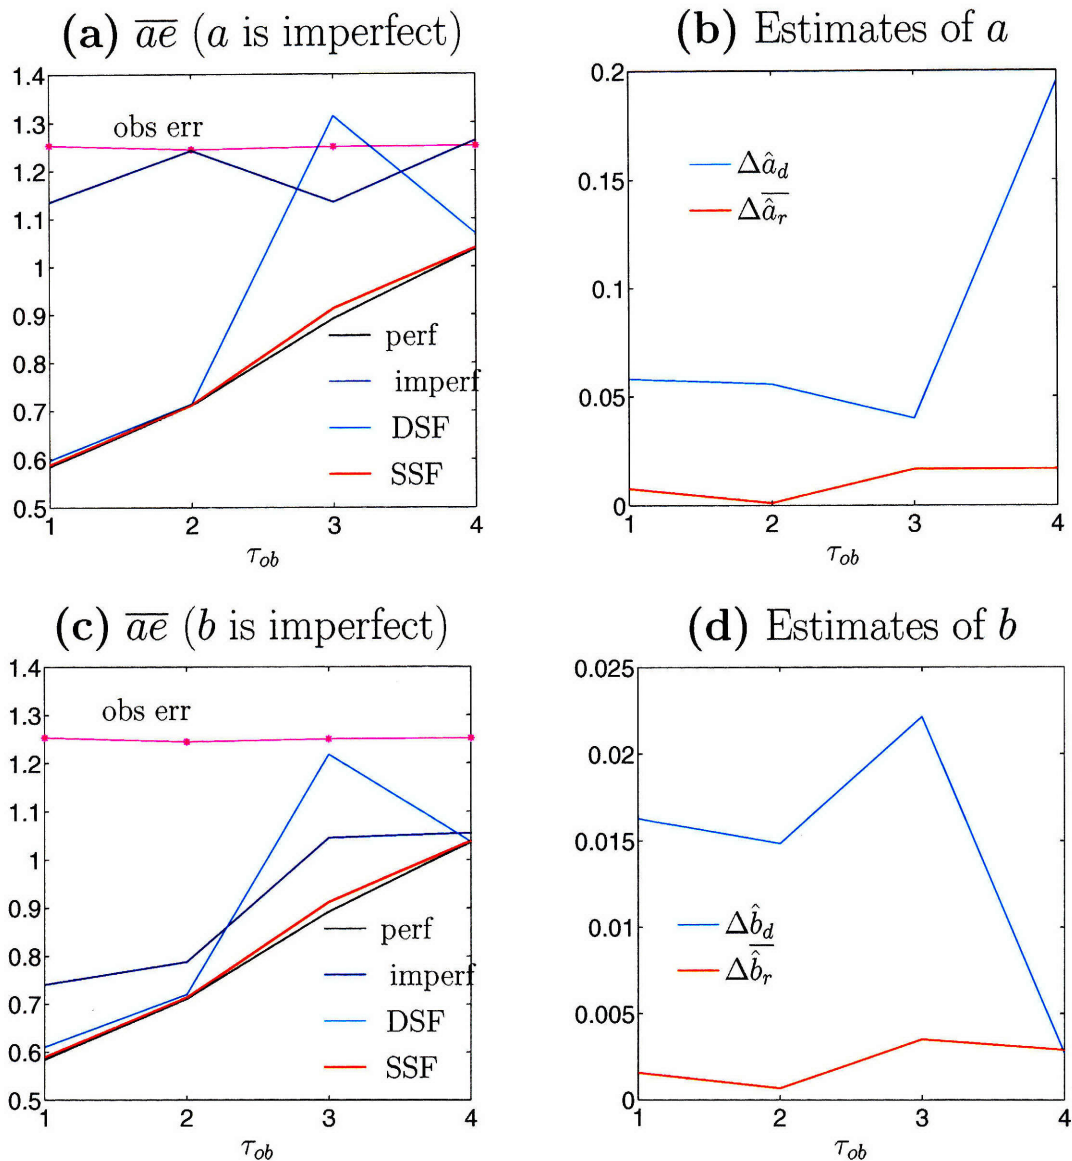 (a) ae (a is imperfect)
1.4
1.3
1.2
1.1
1
0.9
0.8
0.7
0.6
0.5
obs err
perf
imperf
DSF
SSF
1 2 3 4
τob
(b) Estimates of a
0.2
0.15
0.1
0.05
0
Δâd
Δâr
1 2 3 4
τob
(c) ae (b is imperfect)
1.4
1.3
1.2
1.1
1
0.9
0.8
0.7
0.6
0.5
obs err
perf
imperf
DSF
SSF
1 2 3 4
τob
(d) Estimates of b
0.025
0.02
0.015
0.01
0.005
0
Δb̂d
Δb̂r
1 2 3 4
τob